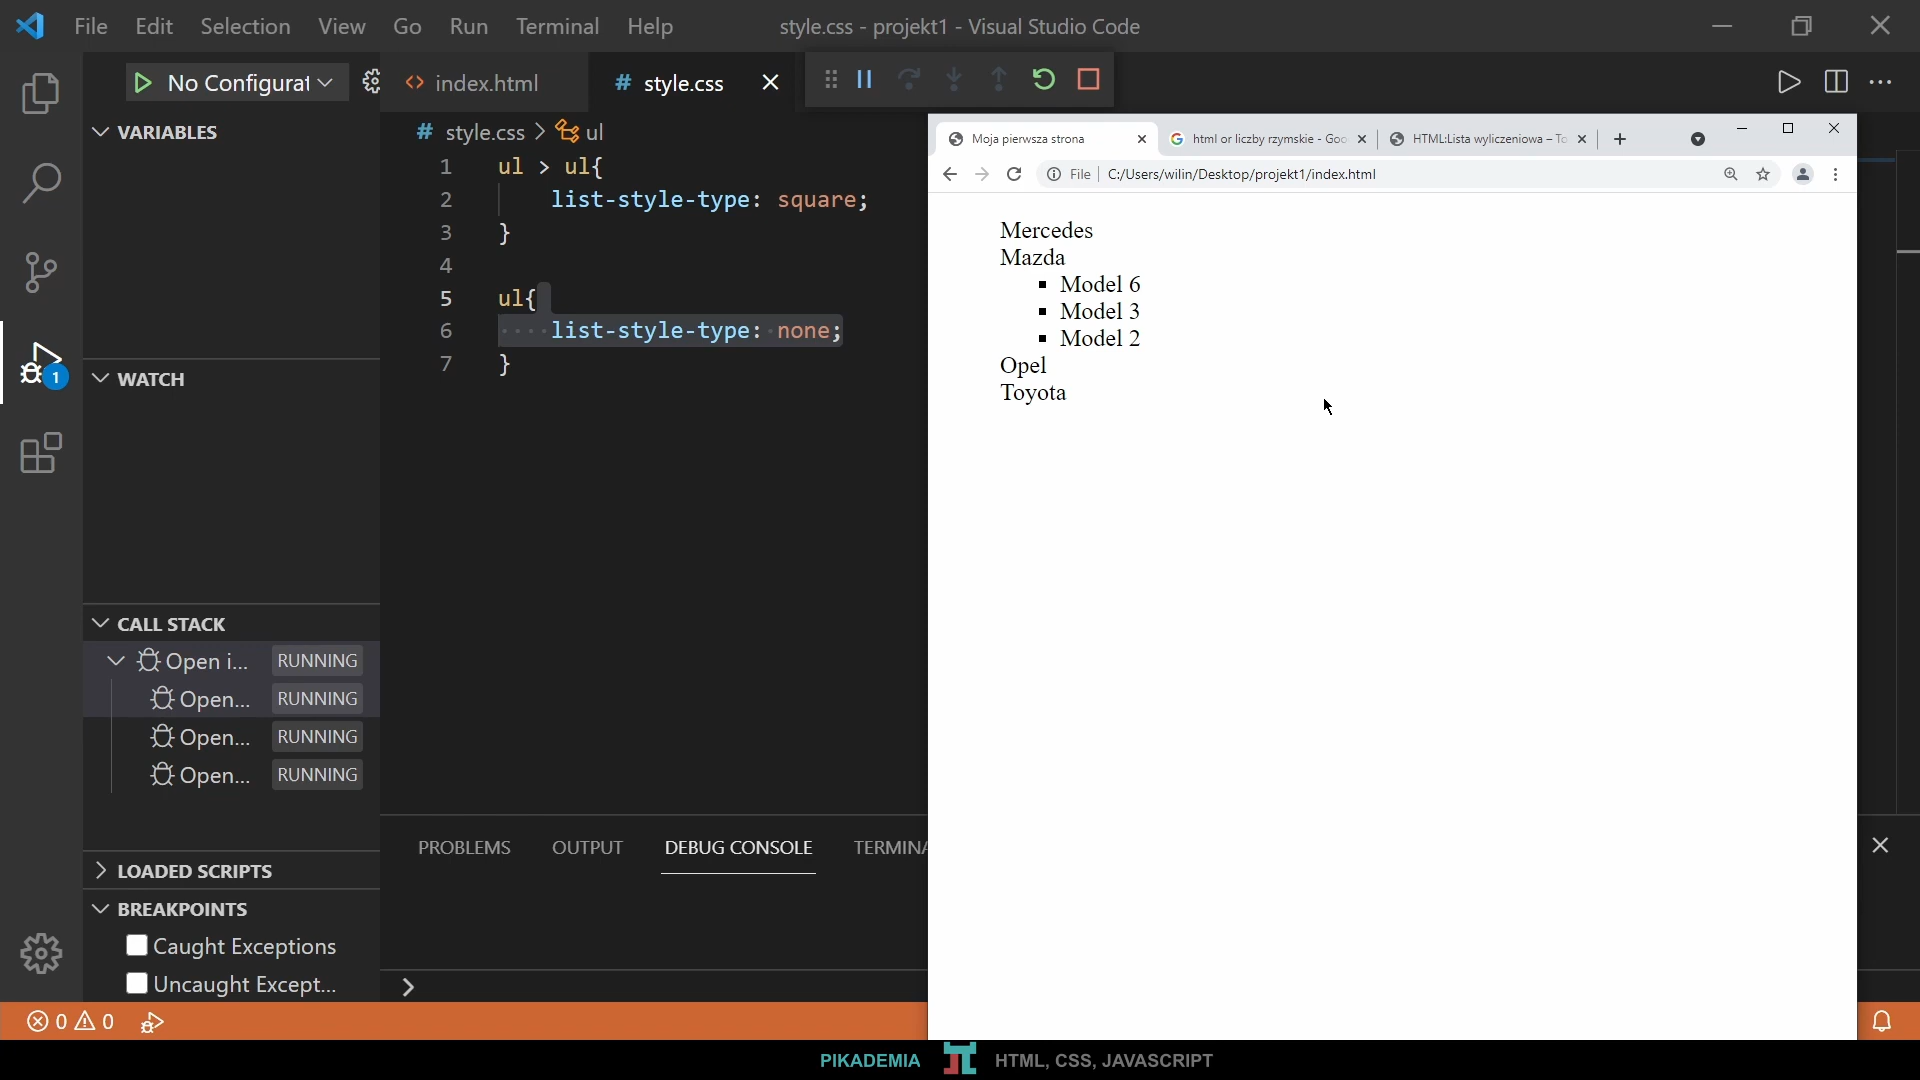 File Edit Selection View Go Run Terminal Help
style.css - projekt1 - Visual Studio Code
No Configurat
index.html
# style.css
VARIABLES
WATCH
CALL STACK
Open i... RUNNING
Open... RUNNING
Open... RUNNING
Open... RUNNING
LOADED SCRIPTS
BREAKPOINTS
Caught Exceptions
Uncaught Except...
# style.css > ul
1 ul > ul{
2 list-style-type: square;
3 }
4
5 ul{
6 ····list-style-type:·none;
7 }
PROBLEMS OUTPUT DEBUG CONSOLE TERMINA
Moja pierwsza strona
html or liczby rzymskie - Goo
HTML:Lista wyliczeniowa – To
File C:/Users/wilin/Desktop/projekt1/index.html
Mercedes
Mazda
Model 6
Model 3
Model 2
Opel
Toyota
1
0 0
PIKADEMIA HTML, CSS, JAVASCRIPT